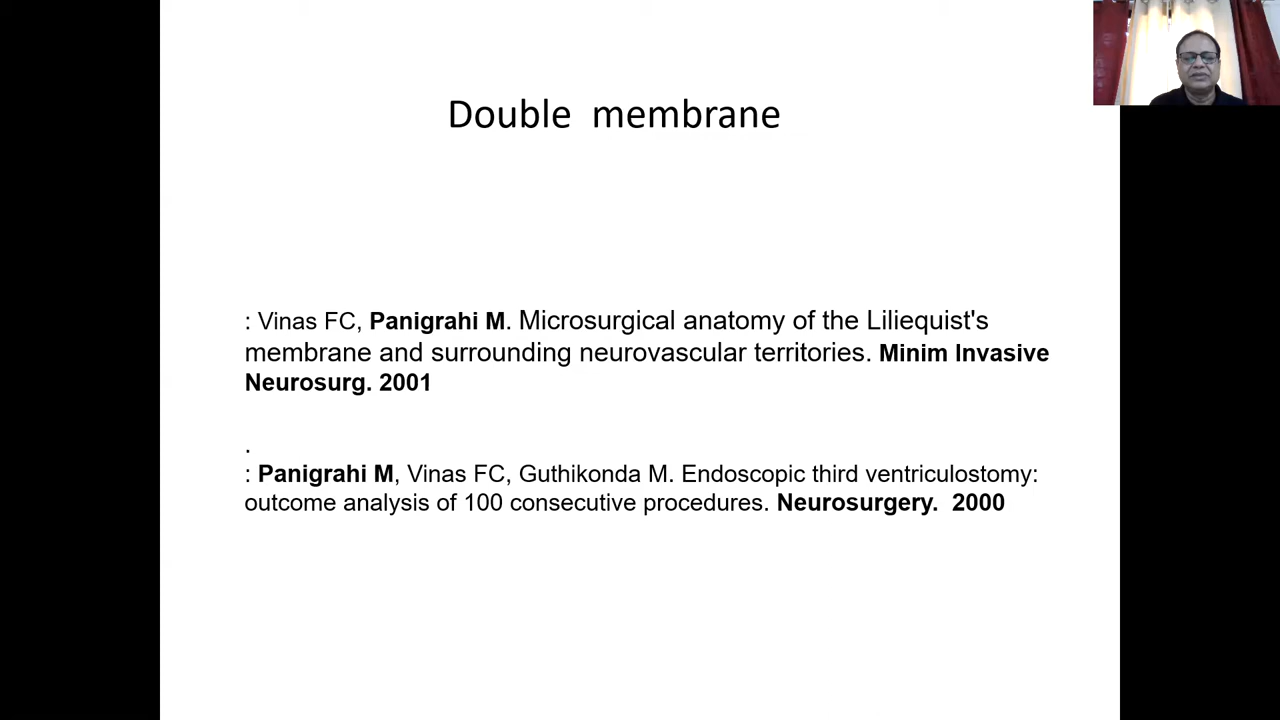 Double membrane
: Vinas FC, Panigrahi M. Microsurgical anatomy of the Liliequist's
membrane and surrounding neurovascular territories. Minim Invasive
Neurosurg. 2001
.
: Panigrahi M, Vinas FC, Guthikonda M. Endoscopic third ventriculostomy:
outcome analysis of 100 consecutive procedures. Neurosurgery. 2000